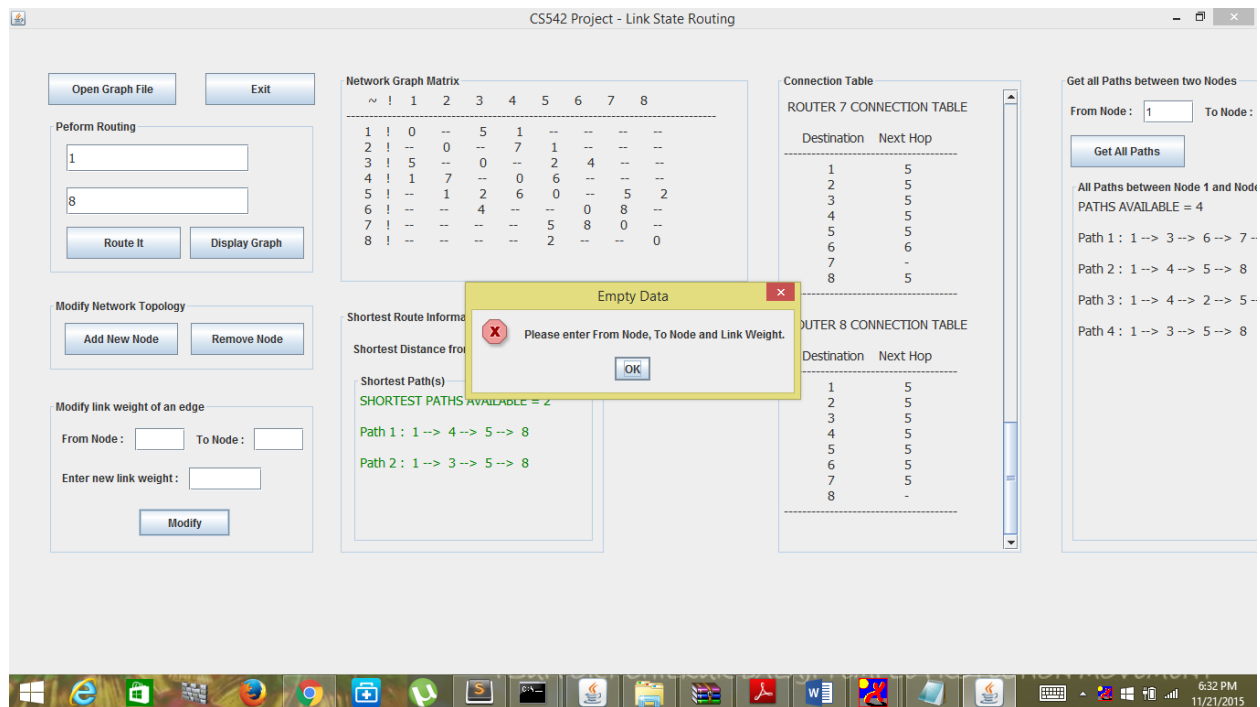 CS542 Project - Link State Routing
Open Graph File
Exit
Peform Routing
1
8
Route It
Display Graph
Modify Network Topology
Add New Node
Remove Node
Modify link weight of an edge
From Node :
To Node :
Enter new link weight :
Modify
Network Graph Matrix
~ ! 1 2 3 4 5 6 7 8
1 ! 0 -- 5 1 -- -- -- --
2 ! -- 0 -- 7 1 -- -- --
3 ! 5 -- 0 -- 2 4 -- --
4 ! 1 7 -- 0 6 -- -- --
5 ! -- 1 2 6 0 -- 5 2
6 ! -- -- 4 -- -- 0 8 --
7 ! -- -- -- -- 5 8 0 --
8 ! -- -- -- -- 2 -- -- 0
Shortest Route Informa
Shortest Distance fro
Shortest Path(s)
SHORTEST PATHS AVAILABLE = 2
Path 1 : 1 --> 4 --> 5 --> 8
Path 2 : 1 --> 3 --> 5 --> 8
Empty Data
Please enter From Node, To Node and Link Weight.
OK
Connection Table
ROUTER 7 CONNECTION TABLE
Destination Next Hop
1 5
2 5
3 5
4 5
5 5
6 6
7 -
8 5
OUTER 8 CONNECTION TABLE
Destination Next Hop
1 5
2 5
3 5
4 5
5 5
6 5
7 5
8 -
Get all Paths between two Nodes
From Node : 1 To Node :
Get All Paths
All Paths between Node 1 and Node
PATHS AVAILABLE = 4
Path 1 : 1 --> 3 --> 6 --> 7 --
Path 2 : 1 --> 4 --> 5 --> 8
Path 3 : 1 --> 4 --> 2 --> 5 --
Path 4 : 1 --> 3 --> 5 --> 8
6:32 PM
11/21/2015